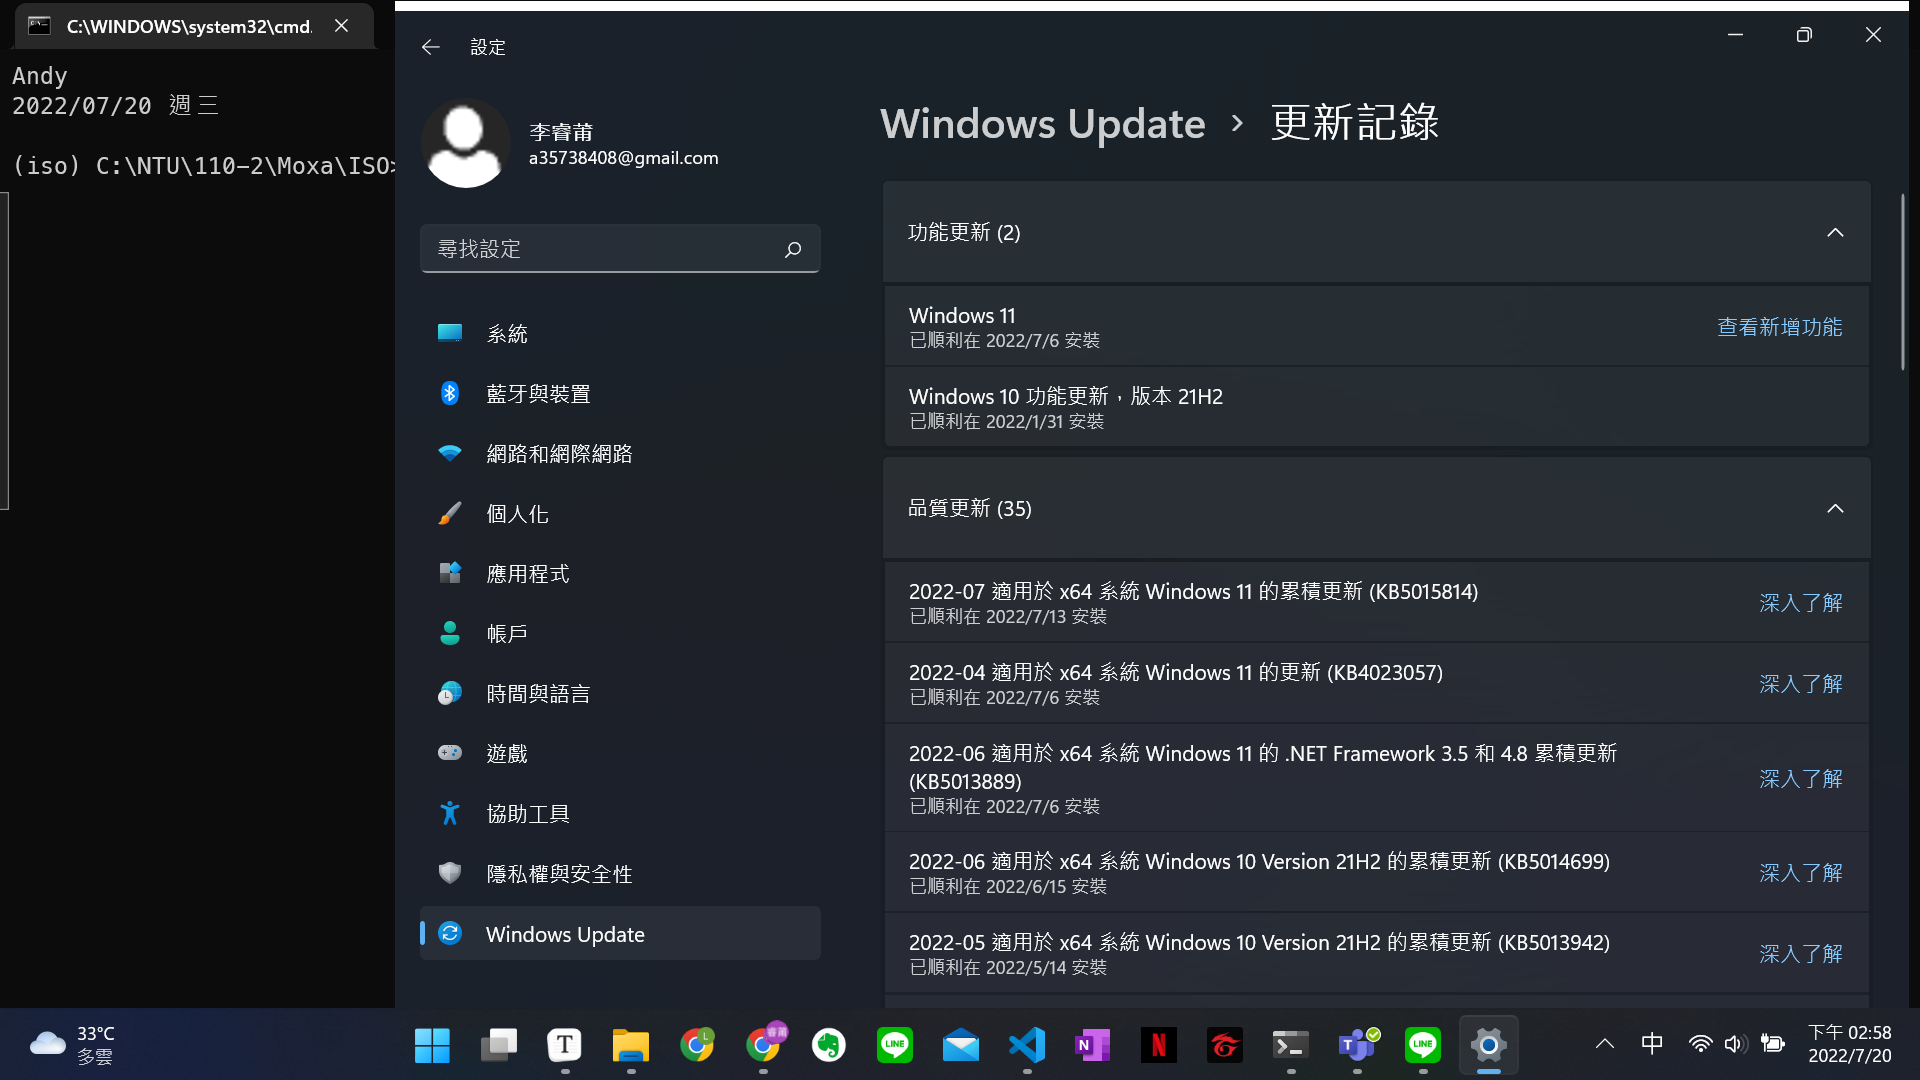 C:\WINDOWS\system32\cmd.
Andy
2022/07/20 週三
(iso) C:\NTU\110-2\Moxa\ISO>
設定
李睿莆
a35738408@gmail.com
尋找設定
系統
藍牙與裝置
網路和網際網路
個人化
應用程式
帳戶
時間與語言
遊戲
協助工具
隱私權與安全性
Windows Update
Windows Update › 更新記錄
功能更新 (2)
Windows 11
已順利在 2022/7/6 安裝
查看新增功能
Windows 10 功能更新，版本 21H2
已順利在 2022/1/31 安裝
品質更新 (35)
2022-07 適用於 x64 系統 Windows 11 的累積更新 (KB5015814)
已順利在 2022/7/13 安裝
深入了解
2022-04 適用於 x64 系統 Windows 11 的更新 (KB4023057)
已順利在 2022/7/6 安裝
深入了解
2022-06 適用於 x64 系統 Windows 11 的 .NET Framework 3.5 和 4.8 累積更新
(KB5013889)
已順利在 2022/7/6 安裝
深入了解
2022-06 適用於 x64 系統 Windows 10 Version 21H2 的累積更新 (KB5014699)
已順利在 2022/6/15 安裝
深入了解
2022-05 適用於 x64 系統 Windows 10 Version 21H2 的累積更新 (KB5013942)
已順利在 2022/5/14 安裝
深入了解
33°C
多雲
T
L
睿莆
LINE
N
N
T
LINE
中
下午 02:58
2022/7/20